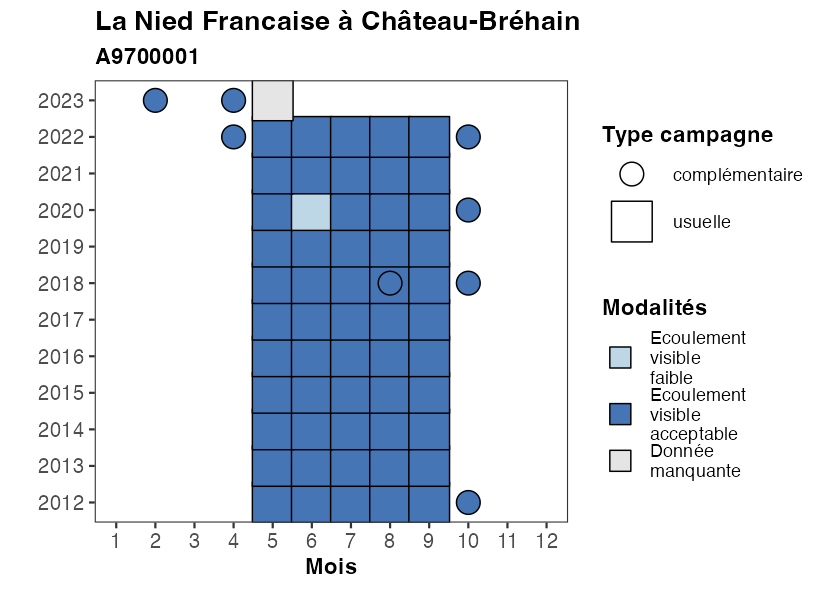 La Nied Francaise à Château-Bréhain
A9700001
2023
2022
2021
2020
2019
2018
2017
2016
2015
2014
2013
2012
1 2 3 4 5 6 7 8 9 10 11 12
Mois
Type campagne
complémentaire
usuelle
Modalités
Ecoulement
visible
faible
Ecoulement
visible
acceptable
Donnée
manquante